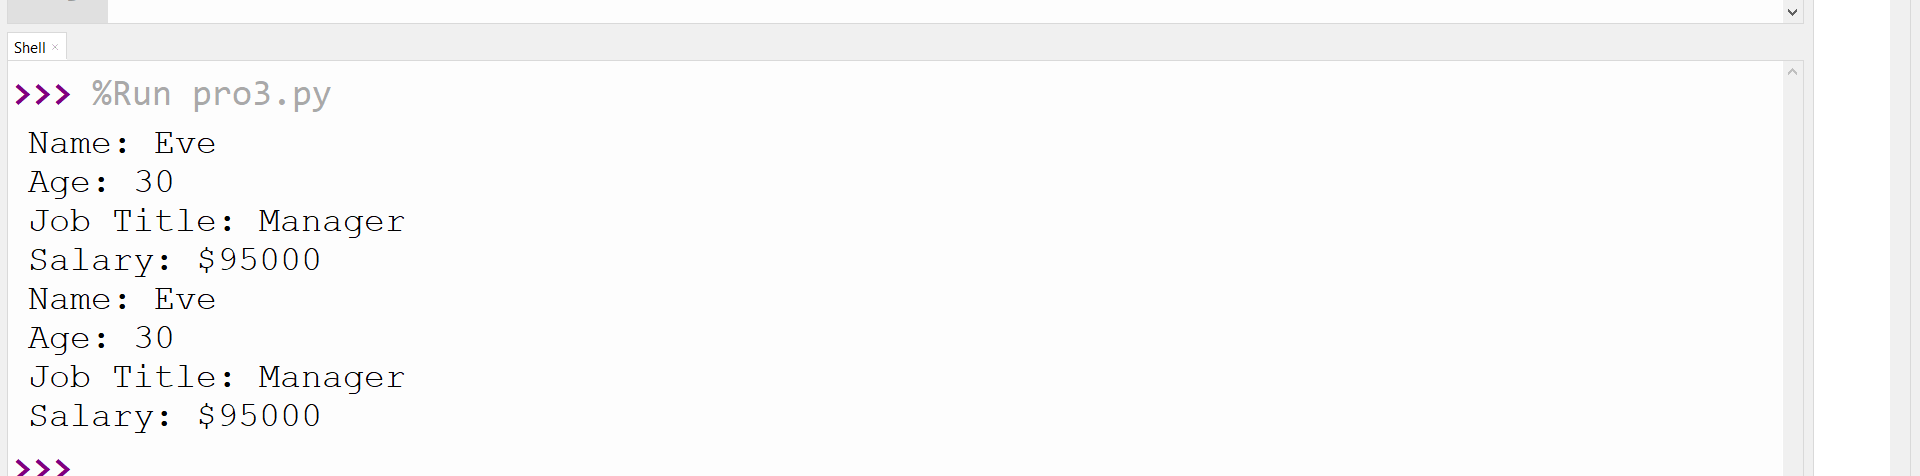 Shell
>>> %Run pro3.py
Name: Eve
Age: 30
Job Title: Manager
Salary: $95000
Name: Eve
Age: 30
Job Title: Manager
Salary: $95000
>>>